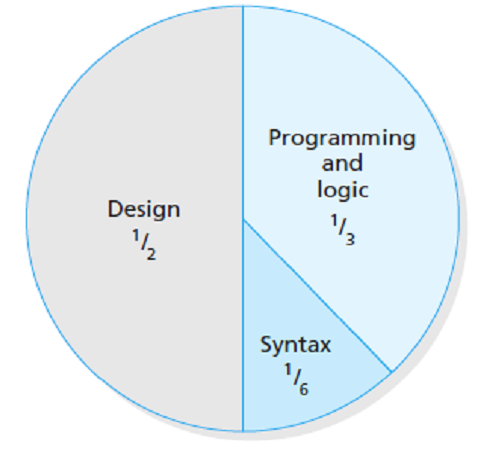 Design
1/2
Programming
and
logic
1/3
Syntax
1/6